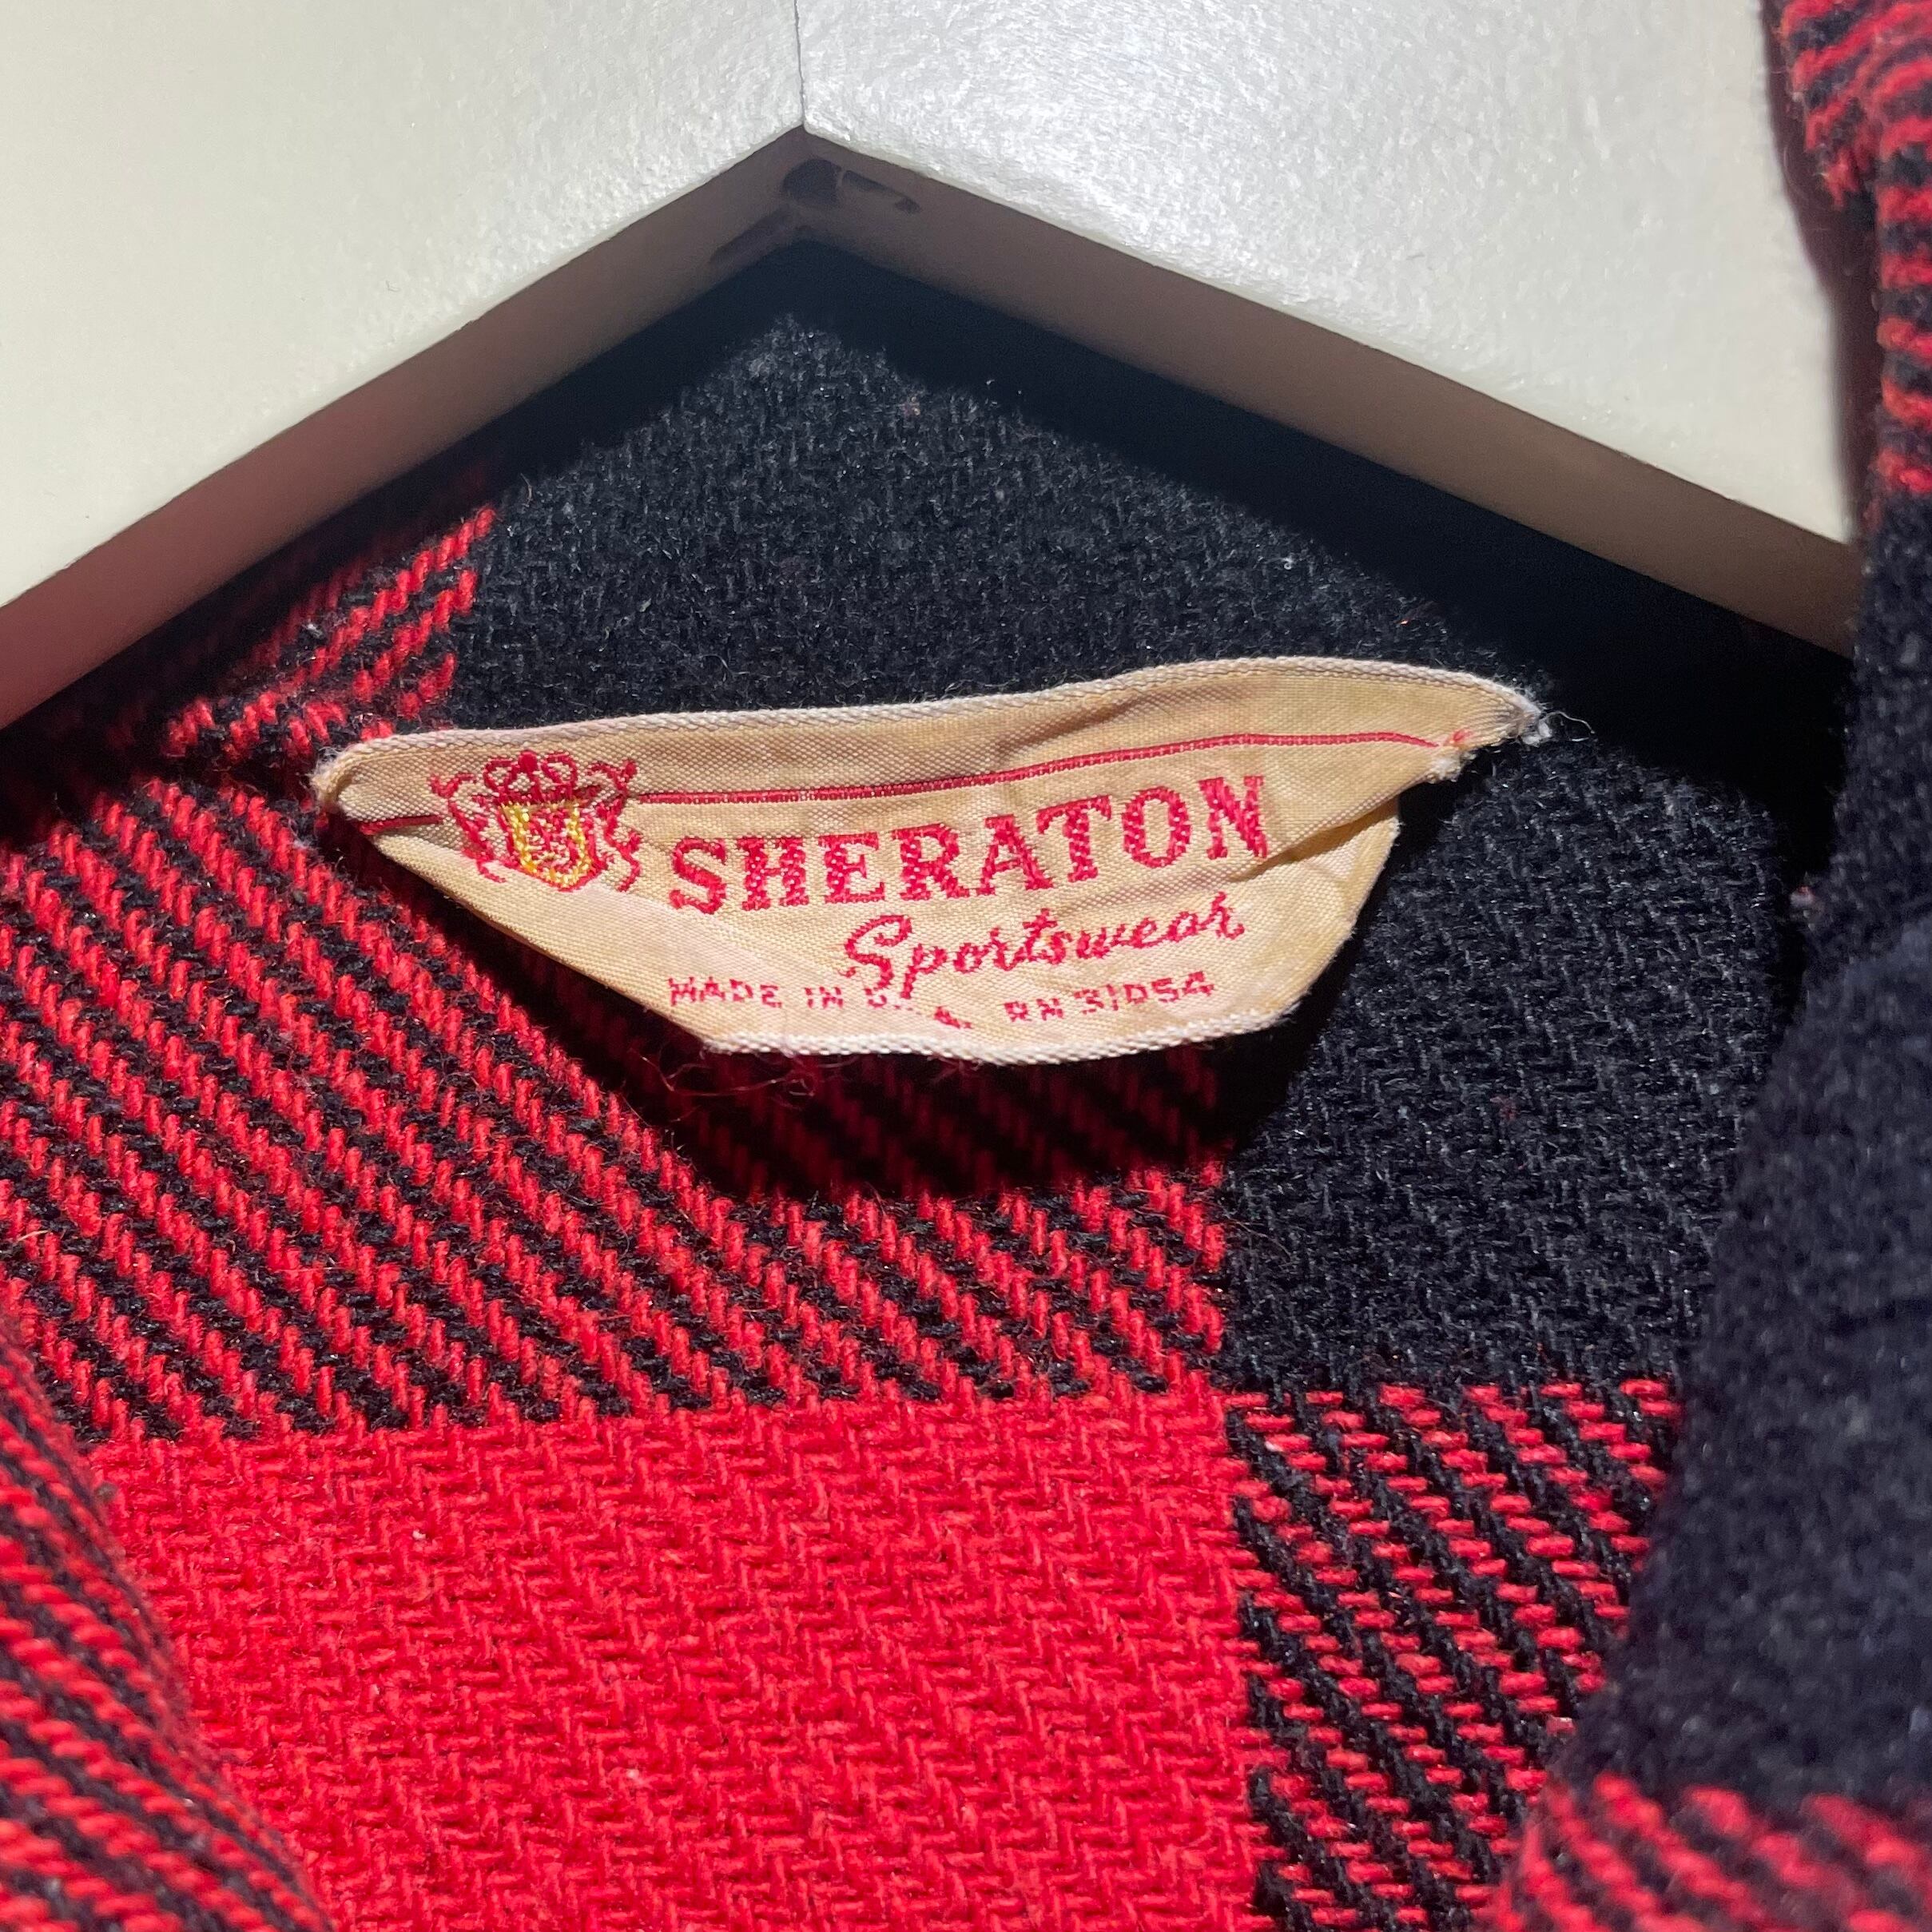 SHERATON
Sportswear
MADE IN U.S.A. RN 31054